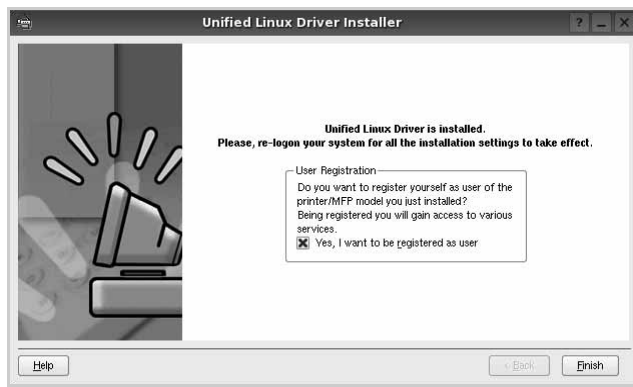 Unified Linux Driver Installer
Unified Linux Driver is installed.
Please, re-logon your system for all the installation settings to take effect.
User Registration
Do you want to register yourself as user of the
printer/MFP model you just installed?
Being registered you will gain access to various
services.
Yes, I want to be registered as user
Help
< Back
Finish